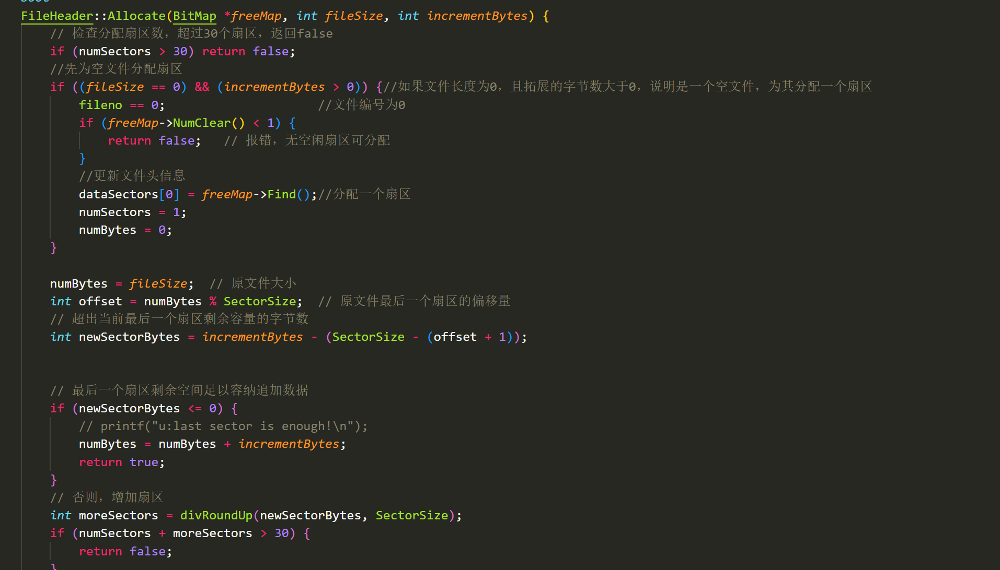 FileHeader::Allocate(BitMap *freeMap, int fileSize, int incrementBytes) {
// 检查分配扇区数，超过30个扇区，返回false
if (numSectors > 30) return false;
//先为空文件分配扇区
if ((fileSize == 0) && (incrementBytes > 0)) {//如果文件长度为0，且拓展的字节数大于0，说明是一个空文件，为其分配一个扇区
fileno == 0; //文件编号为0
if (freeMap->NumClear() < 1) {
return false; // 报错，无空闲扇区可分配
}
//更新文件头信息
dataSectors[0] = freeMap->Find();//分配一个扇区
numSectors = 1;
numBytes = 0;
}
numBytes = fileSize; // 原文件大小
int offset = numBytes % SectorSize; // 原文件最后一个扇区的偏移量
// 超出当前最后一个扇区剩余容量的字节数
int newSectorBytes = incrementBytes - (SectorSize - (offset + 1));
// 最后一个扇区剩余空间足以容纳追加数据
if (newSectorBytes <= 0) {
// printf("u:last sector is enough!\n");
numBytes = numBytes + incrementBytes;
return true;
}
// 否则，增加扇区
int moreSectors = divRoundUp(newSectorBytes, SectorSize);
if (numSectors + moreSectors > 30) {
return false;
}